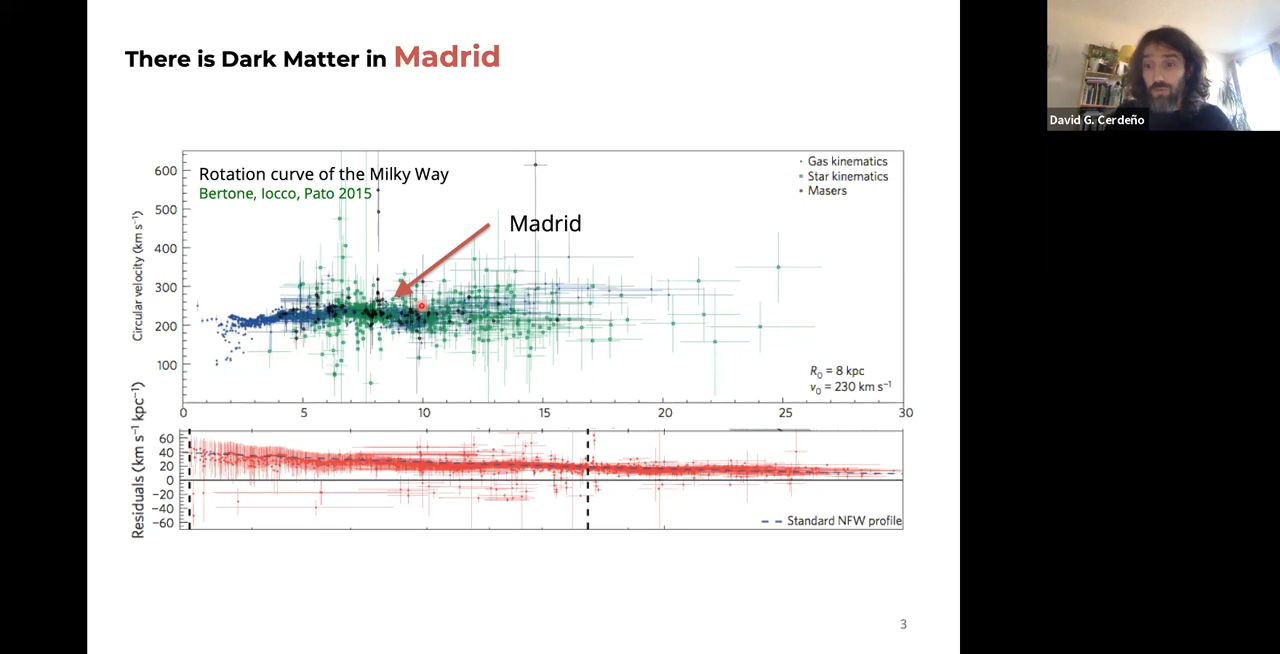 There is Dark Matter in Madrid
Rotation curve of the Milky Way
Bertone, Iocco, Pato 2015
Madrid
· Gas kinematics
▪ Star kinematics
• Masers
Circular velocity (km s⁻¹)
600
500
400
300
200
100
R₀ = 8 kpc
v₀ = 230 km s⁻¹
0 5 10 15 20 25 30
Residuals (km s⁻¹ kpc⁻¹)
60
40
20
0
−20
−40
−60
Standard NFW profile
3
David G. Cerdeño